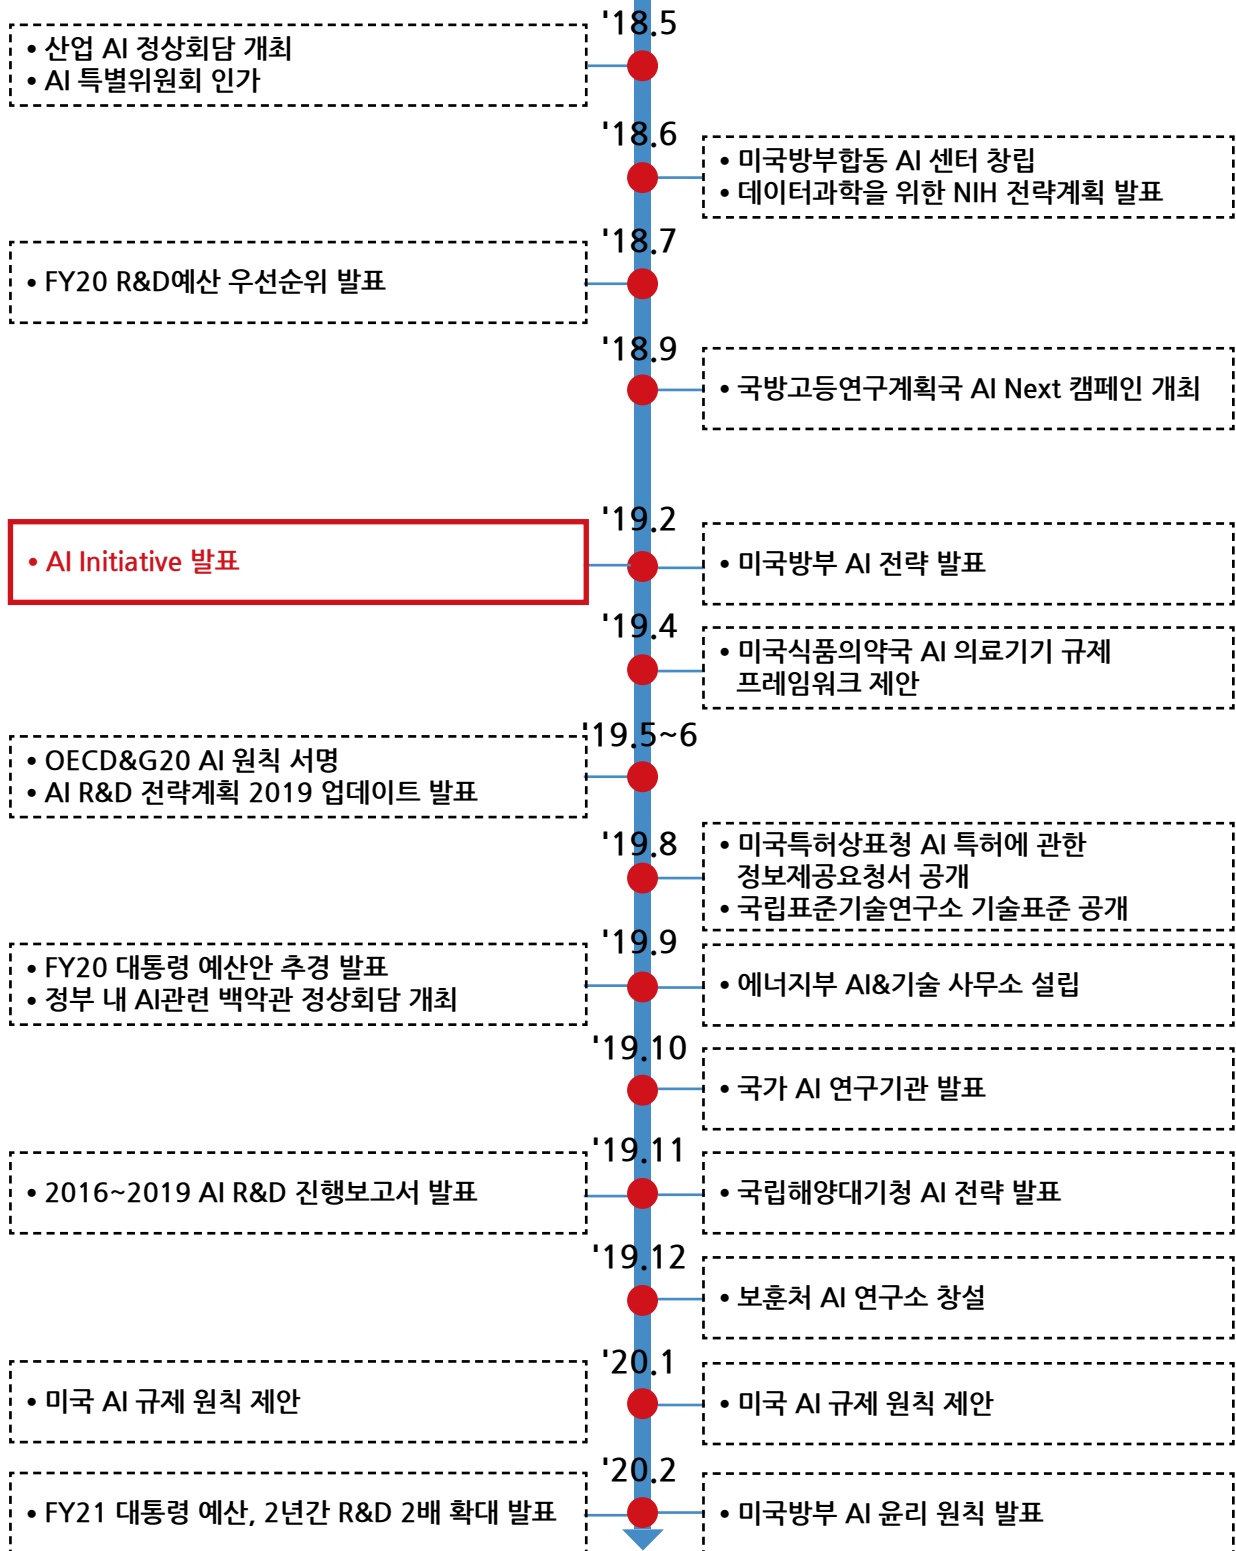 '18.5
• 산업 AI 정상회담 개최
• AI 특별위원회 인가
'18.6
• 미국방부합동 AI 센터 창립
• 데이터과학을 위한 NIH 전략계획 발표
'18.7
• FY20 R&D예산 우선순위 발표
'18.9
• 국방고등연구계획국 AI Next 캠페인 개최
'19.2
• AI Initiative 발표
• 미국방부 AI 전략 발표
'19.4
• 미국식품의약국 AI 의료기기 규제
프레임워크 제안
'19.5~6
• OECD&G20 AI 원칙 서명
• AI R&D 전략계획 2019 업데이트 발표
'19.8
• 미국특허상표청 AI 특허에 관한
정보제공요청서 공개
• 국립표준기술연구소 기술표준 공개
'19.9
• FY20 대통령 예산안 추경 발표
• 정부 내 AI관련 백악관 정상회담 개최
• 에너지부 AI&기술 사무소 설립
'19.10
• 국가 AI 연구기관 발표
'19.11
• 2016~2019 AI R&D 진행보고서 발표
• 국립해양대기청 AI 전략 발표
'19.12
• 보훈처 AI 연구소 창설
'20.1
• 미국 AI 규제 원칙 제안
• 미국 AI 규제 원칙 제안
'20.2
• FY21 대통령 예산, 2년간 R&D 2배 확대 발표
• 미국방부 AI 윤리 원칙 발표